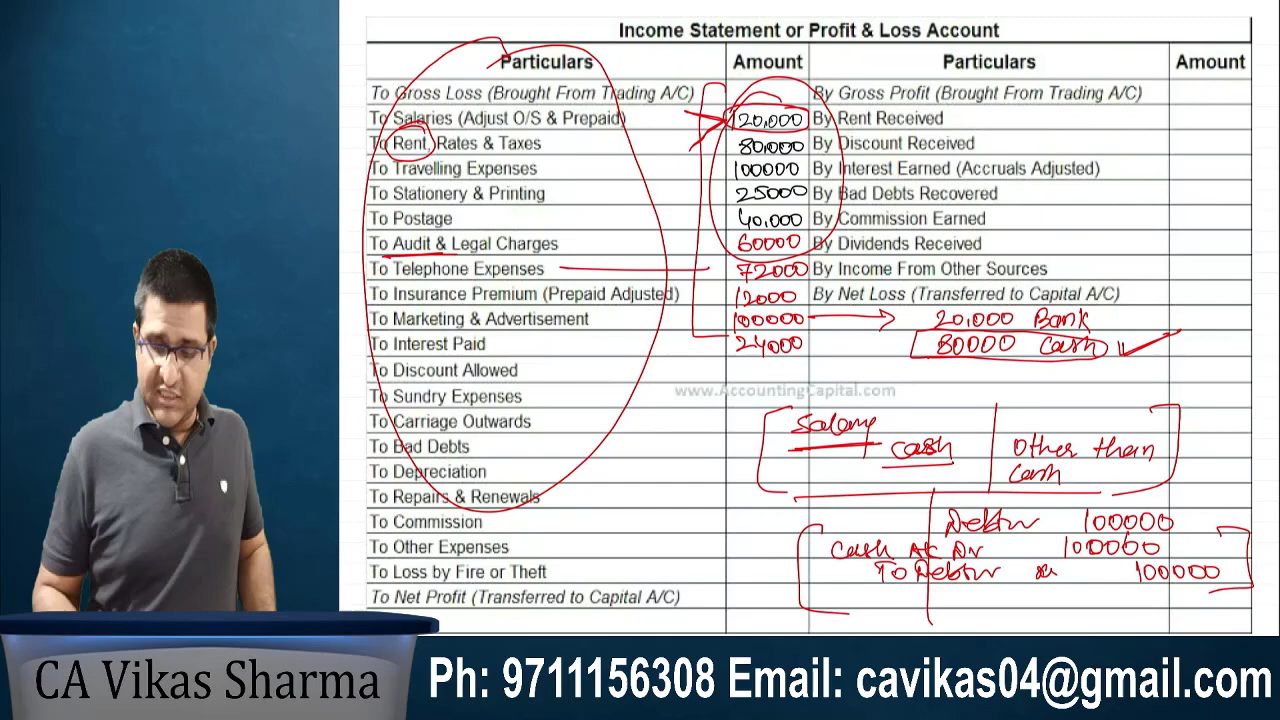 Income Statement or Profit & Loss Account
Particulars Amount Particulars Amount
To Gross Loss (Brought From Trading A/C) By Gross Profit (Brought From Trading A/C)
To Salaries (Adjust O/S & Prepaid) 120,000 By Rent Received
To Rent, Rates & Taxes 80,000 By Discount Received
To Travelling Expenses 100000 By Interest Earned (Accruals Adjusted)
To Stationery & Printing 25000 By Bad Debts Recovered
To Postage 40,000 By Commission Earned
To Audit & Legal Charges 60000 By Dividends Received
To Telephone Expenses 72000 By Income From Other Sources
To Insurance Premium (Prepaid Adjusted) 12000 By Net Loss (Transferred to Capital A/C)
To Marketing & Advertisement 100000 20,000 Bank
To Interest Paid 24000 80000 Cash
To Discount Allowed
www.AccountingCapital.com
To Sundry Expenses
To Carriage Outwards Salary
To Bad Debts cash Other than
To Depreciation cash
To Repairs & Renewals
To Commission Debtor 100000
To Other Expenses Cash A/c Dr 100000
To Loss by Fire or Theft To Debtor 100000
To Net Profit (Transferred to Capital A/C)
CA Vikas Sharma Ph: 9711156308 Email: cavikas04@gmail.com